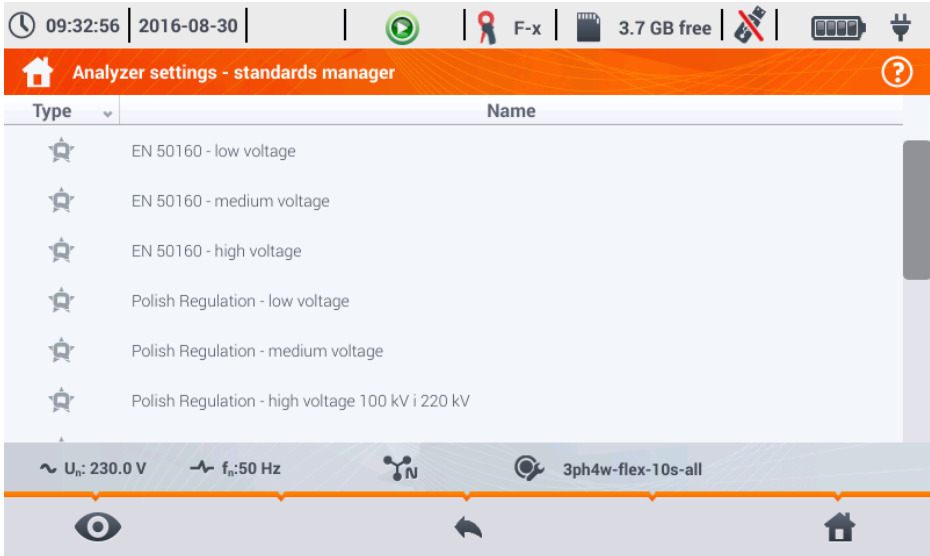 09:32:56 2016-08-30 F-x 3.7 GB free
Analyzer settings - standards manager ?
Type Name
EN 50160 - low voltage
EN 50160 - medium voltage
EN 50160 - high voltage
Polish Regulation - low voltage
Polish Regulation - medium voltage
Polish Regulation - high voltage 100 kV i 220 kV
Un: 230.0 V fn:50 Hz N 3ph4w-flex-10s-all